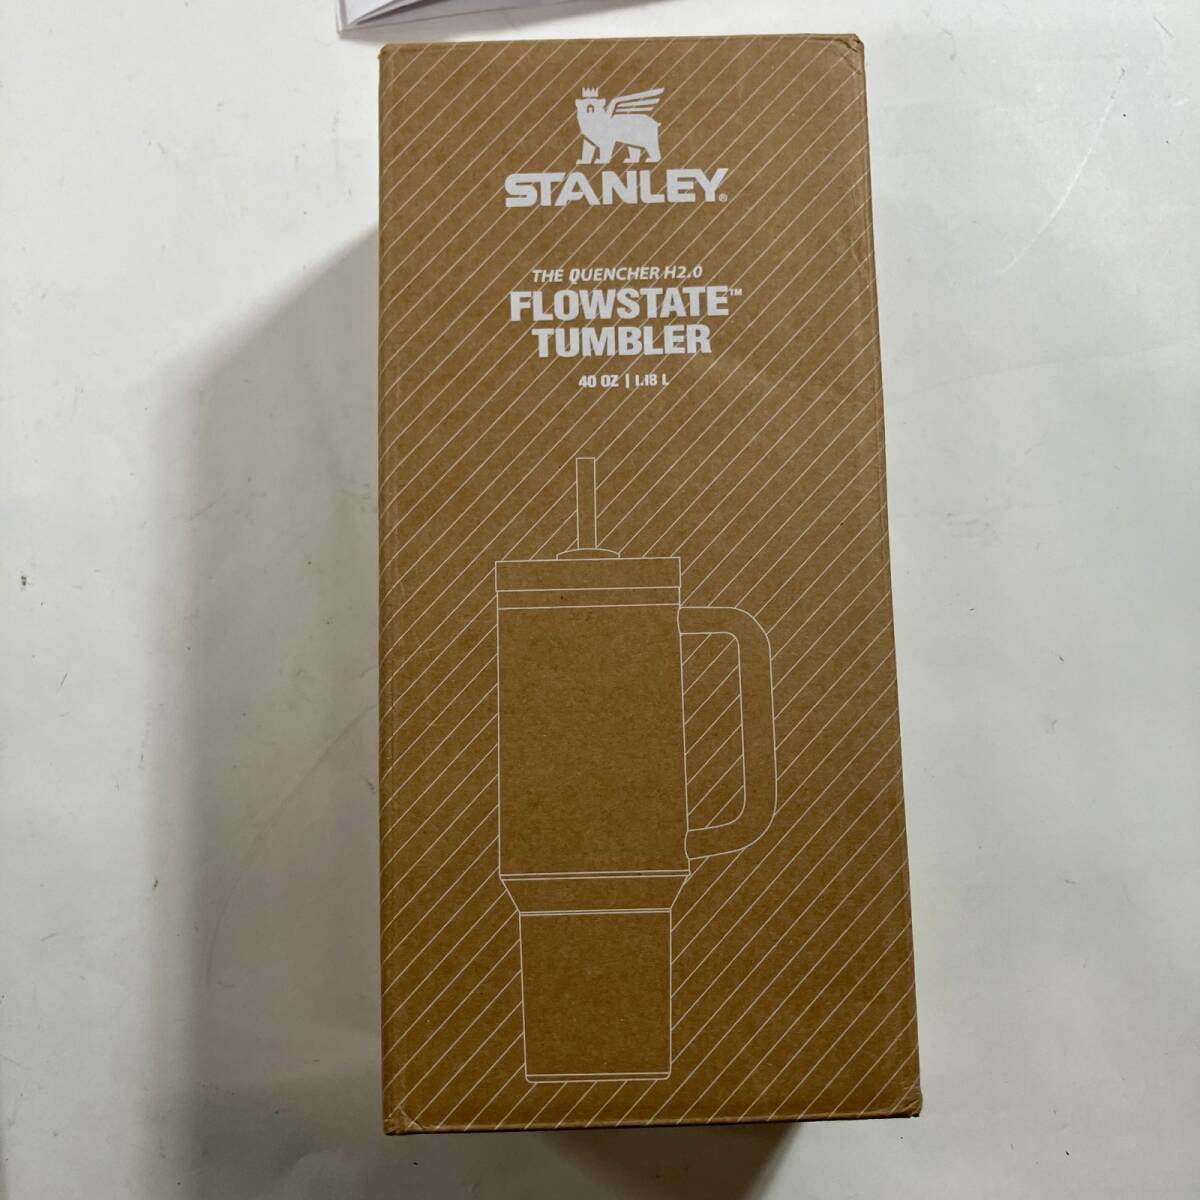 STANLEY®
THE QUENCHER H2.0
FLOWSTATE™
TUMBLER
40 OZ | 1.18 L